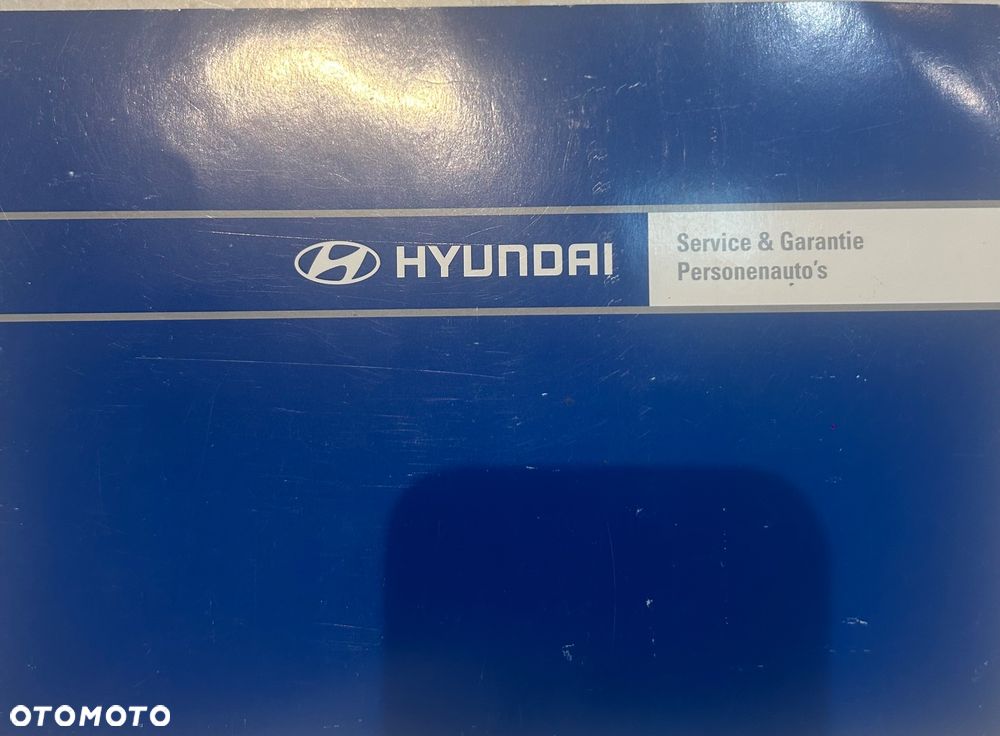 HYUNDAI
Service & Garantie
Personenauto's
OTOMOTO